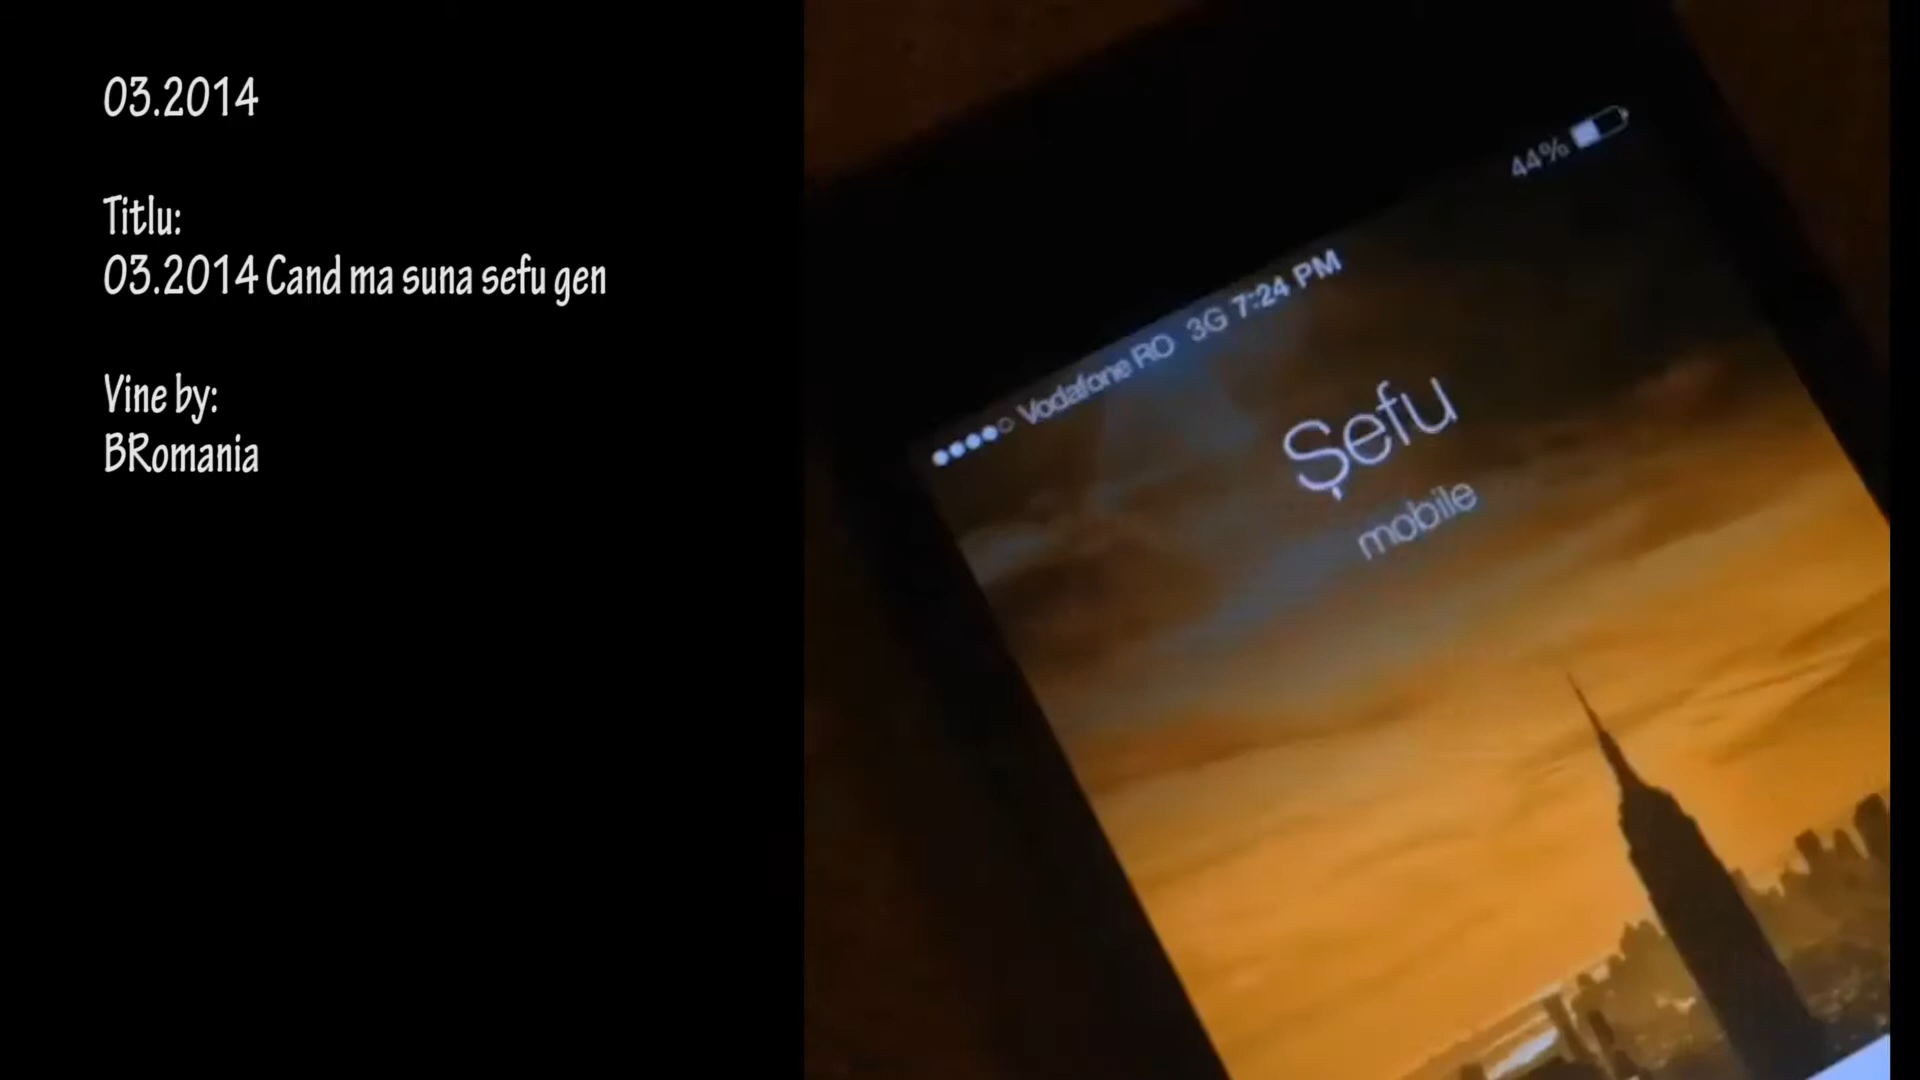 03.2014
Titlu:
03.2014 Cand ma suna sefu gen
Vine by:
BRomania
44%
Vodafone RO 3G 7:24 PM
Șefu
mobile